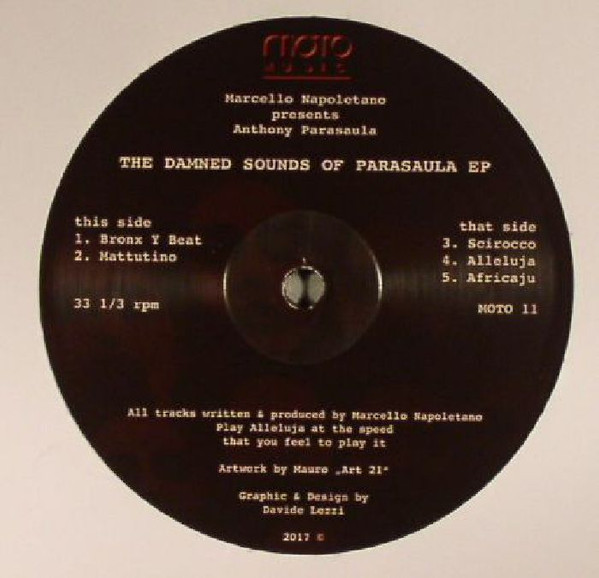 MOTO
MUSIC
Marcello Napoletano
presents
Anthony Parasaula
THE DAMNED SOUNDS OF PARASAULA EP
this side
1. Bronx Y Beat
2. Mattutino
33 1/3 rpm
that side
3. Scirocco
4. Alleluja
5. Africaju
MOTO 11
All tracks written & produced by Marcello Napoletano
Play Alleluja at the speed
that you feel to play it
Artwork by Mauro „Art 21“
Graphic & Design by
Davide Lezzi
2017 ©